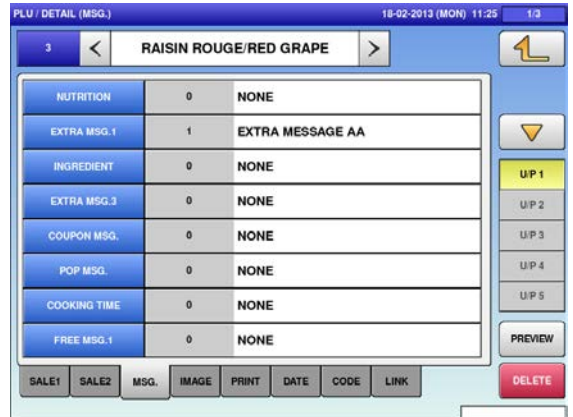 PLU / DETAIL (MSG.) 18-02-2013 (MON) 11:25 1/3
3 < RAISIN ROUGE/RED GRAPE >
NUTRITION 0 NONE
EXTRA MSG.1 1 EXTRA MESSAGE AA
INGREDIENT 0 NONE
U/P 1
EXTRA MSG.3 0 NONE
U/P 2
COUPON MSG. 0 NONE
U/P 3
POP MSG. 0 NONE
U/P 4
COOKING TIME 0 NONE
U/P 5
FREE MSG.1 0 NONE
PREVIEW
SALE1 SALE2 MSG. IMAGE PRINT DATE CODE LINK
DELETE